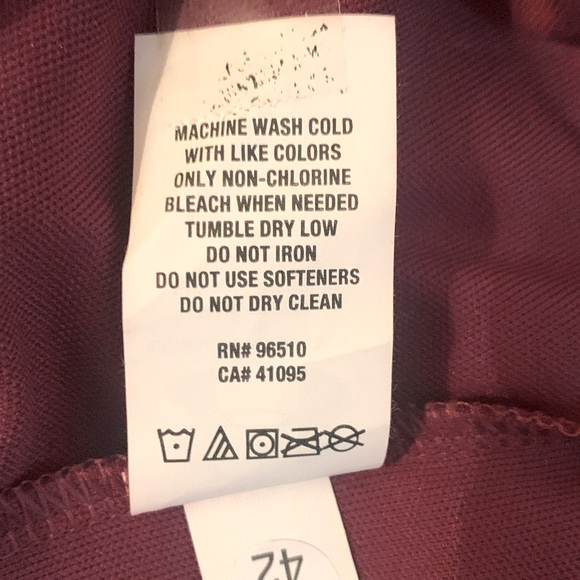 MACHINE WASH COLD
WITH LIKE COLORS
ONLY NON-CHLORINE
BLEACH WHEN NEEDED
TUMBLE DRY LOW
DO NOT IRON
DO NOT USE SOFTENERS
DO NOT DRY CLEAN
RN# 96510
CA# 41095
42